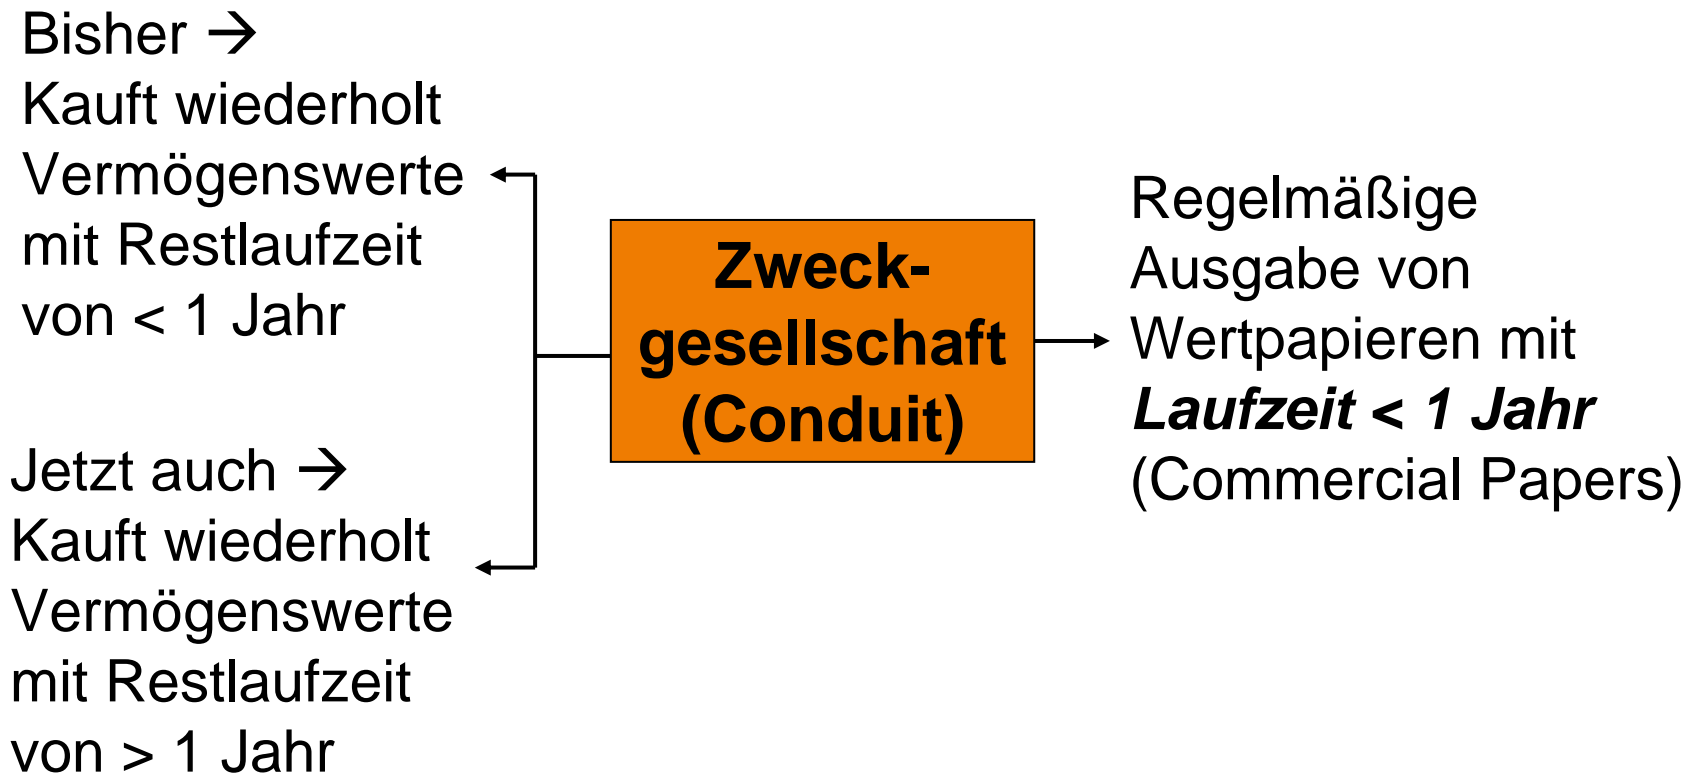 Bisher →
Kauft wiederholt
Vermögenswerte
mit Restlaufzeit
von < 1 Jahr
Jetzt auch →
Kauft wiederholt
Vermögenswerte
mit Restlaufzeit
von > 1 Jahr
Zweck-
gesellschaft
(Conduit)
Regelmäßige
Ausgabe von
Wertpapieren mit
Laufzeit < 1 Jahr
(Commercial Papers)